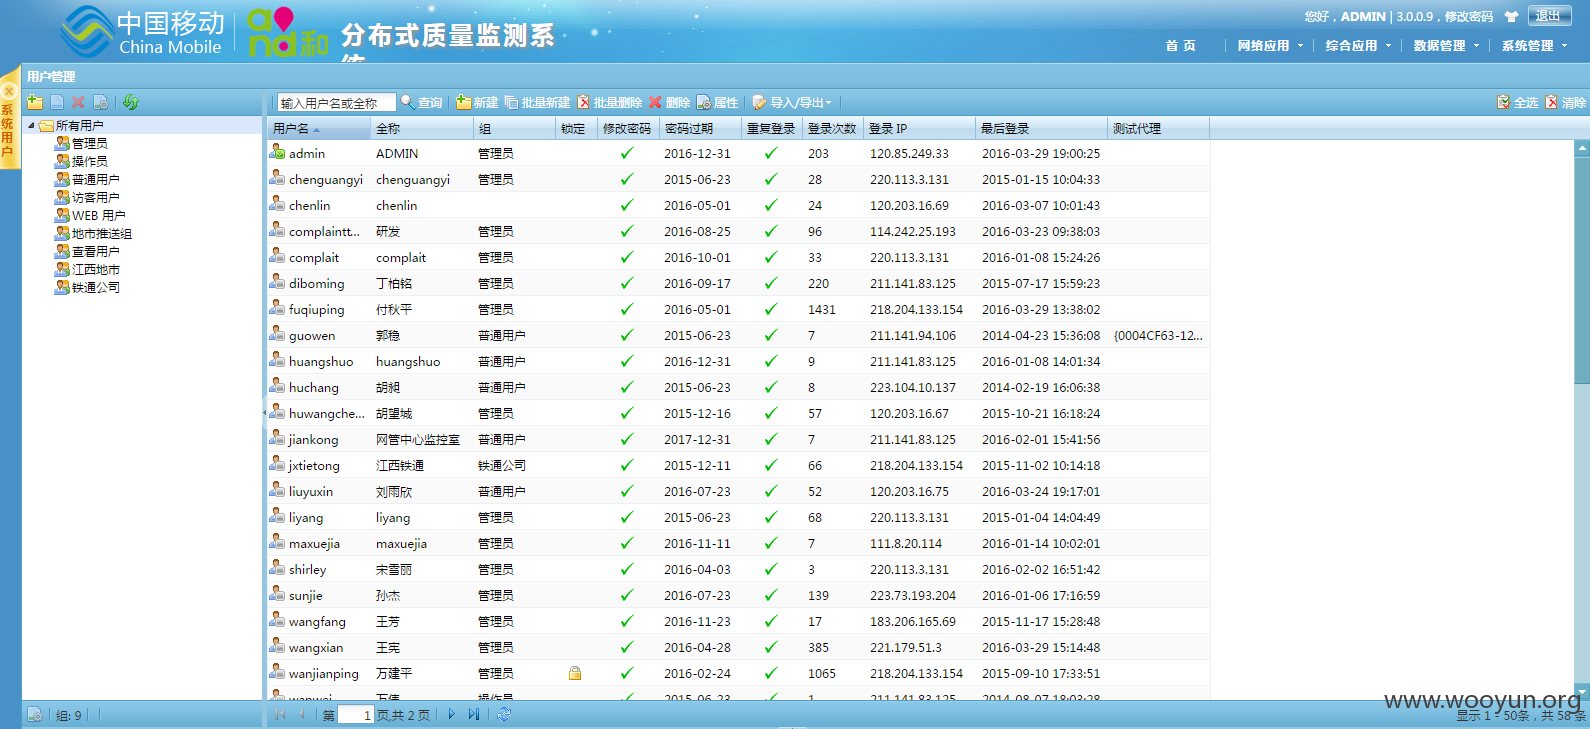 中国移动
China Mobile
and和
分布式质量监测系统
您好，ADMIN | 3.0.0.9，修改密码 退出
首 页 网络应用 综合应用 数据管理 系统管理
用户管理
系统用户
输入用户名或全称 查询 新建 批量新建 批量删除 删除 属性 导入/导出 全选 清除
所有用户
管理员
操作员
普通用户
访客用户
WEB 用户
地市推送组
查看用户
江西地市
铁通公司
用户名 全称 组 锁定 修改密码 密码过期 重复登录 登录次数 登录 IP 最后登录 测试代理
admin ADMIN 管理员 2016-12-31 203 120.85.249.33 2016-03-29 19:00:25
chenguangyi chenguangyi 管理员 2015-06-23 28 220.113.3.131 2015-01-15 10:04:33
chenlin chenlin 2016-05-01 24 120.203.16.69 2016-03-07 10:01:43
complaintt... 研发 管理员 2016-08-25 96 114.242.25.193 2016-03-23 09:38:03
complait complait 管理员 2016-10-01 33 220.113.3.131 2016-01-08 15:24:26
diboming 丁柏铭 管理员 2016-09-17 220 211.141.83.125 2015-07-17 15:59:23
fuqiuping 付秋平 管理员 2016-05-01 1431 218.204.133.154 2016-03-29 13:38:02
guowen 郭稳 普通用户 2015-06-23 7 211.141.94.106 2014-04-23 15:36:08 {0004CF63-12...
huangshuo huangshuo 普通用户 2016-12-31 9 211.141.83.125 2016-01-08 14:01:34
huchang 胡昶 普通用户 2015-06-23 8 223.104.10.137 2014-02-19 16:06:38
huwangche... 胡望城 管理员 2015-12-16 57 120.203.16.67 2015-10-21 16:18:24
jiankong 网管中心监控室 普通用户 2017-12-31 7 211.141.83.125 2016-02-01 15:41:56
jxtietong 江西铁通 铁通公司 2015-12-11 66 218.204.133.154 2015-11-02 10:14:18
liuyuxin 刘雨欣 普通用户 2016-07-23 52 120.203.16.75 2016-03-24 19:17:01
liyang liyang 管理员 2015-06-23 68 220.113.3.131 2015-01-04 14:04:49
maxuejia maxuejia 管理员 2016-11-11 7 111.8.20.114 2016-01-14 10:02:01
shirley 宋雪丽 管理员 2016-04-03 3 220.113.3.131 2016-02-02 16:51:42
sunjie 孙杰 管理员 2016-07-23 139 223.73.193.204 2016-01-06 17:16:59
wangfang 王芳 管理员 2016-11-23 17 183.206.165.69 2015-11-17 15:28:48
wangxian 王宪 管理员 2016-04-28 385 221.179.51.3 2016-03-29 15:14:48
wanjianping 万建平 管理员 2016-02-24 1065 218.204.133.154 2015-09-10 17:33:51
wanwei 万伟 操作员 2015-06-23 1 211.141.83.125 2014-08-07 18:03:28
www.wooyun.org
组: 9 第 1 页,共 2 页 显示 1 - 50条，共 58 条